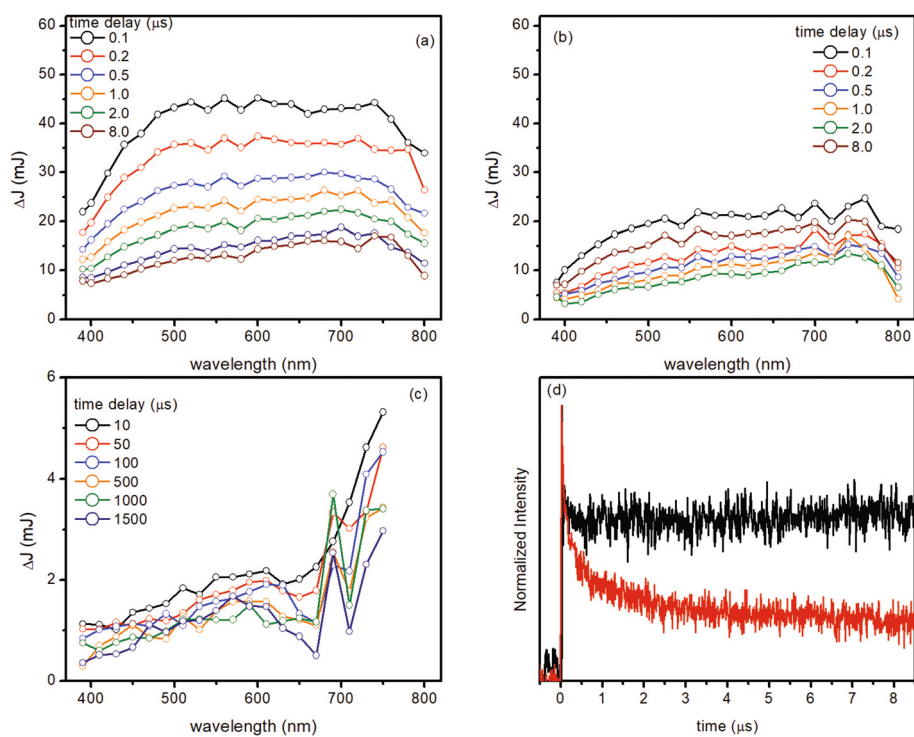 time delay (μs)
0.1
0.2
0.5
1.0
2.0
8.0
(a)
60
50
40
30
20
10
0
ΔJ (mJ)
400 500 600 700 800
wavelength (nm)
(b)
time delay (μs)
0.1
0.2
0.5
1.0
2.0
8.0
60
50
40
30
20
10
0
ΔJ (mJ)
400 500 600 700 800
wavelength (nm)
(c)
time delay (μs)
10
50
100
500
1000
1500
6
4
2
0
ΔJ (mJ)
400 500 600 700 800
wavelength (nm)
(d)
Normalized Intensity
0 1 2 3 4 5 6 7 8
time (μs)